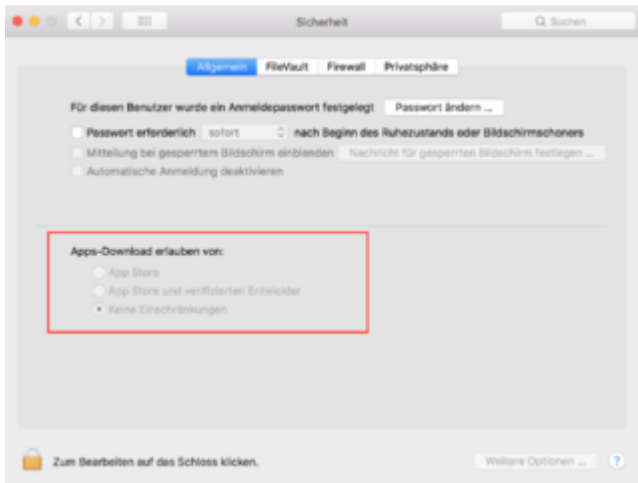 Sicherheit
Suchen
Allgemein FileVault Firewall Privatsphäre
Für diesen Benutzer wurde ein Anmeldepasswort festgelegt Passwort ändern ...
Passwort erforderlich sofort nach Beginn des Ruhezustands oder Bildschirmschoners
Mitteilung bei gesperrtem Bildschirm einblenden Nachricht für gesperrten Bildschirm festlegen ...
Automatische Anmeldung deaktivieren
Apps-Download erlauben von:
App Store
App Store und verifizierten Entwickler
Keine Einschränkungen
Zum Bearbeiten auf das Schloss klicken.
Weitere Optionen ... ?